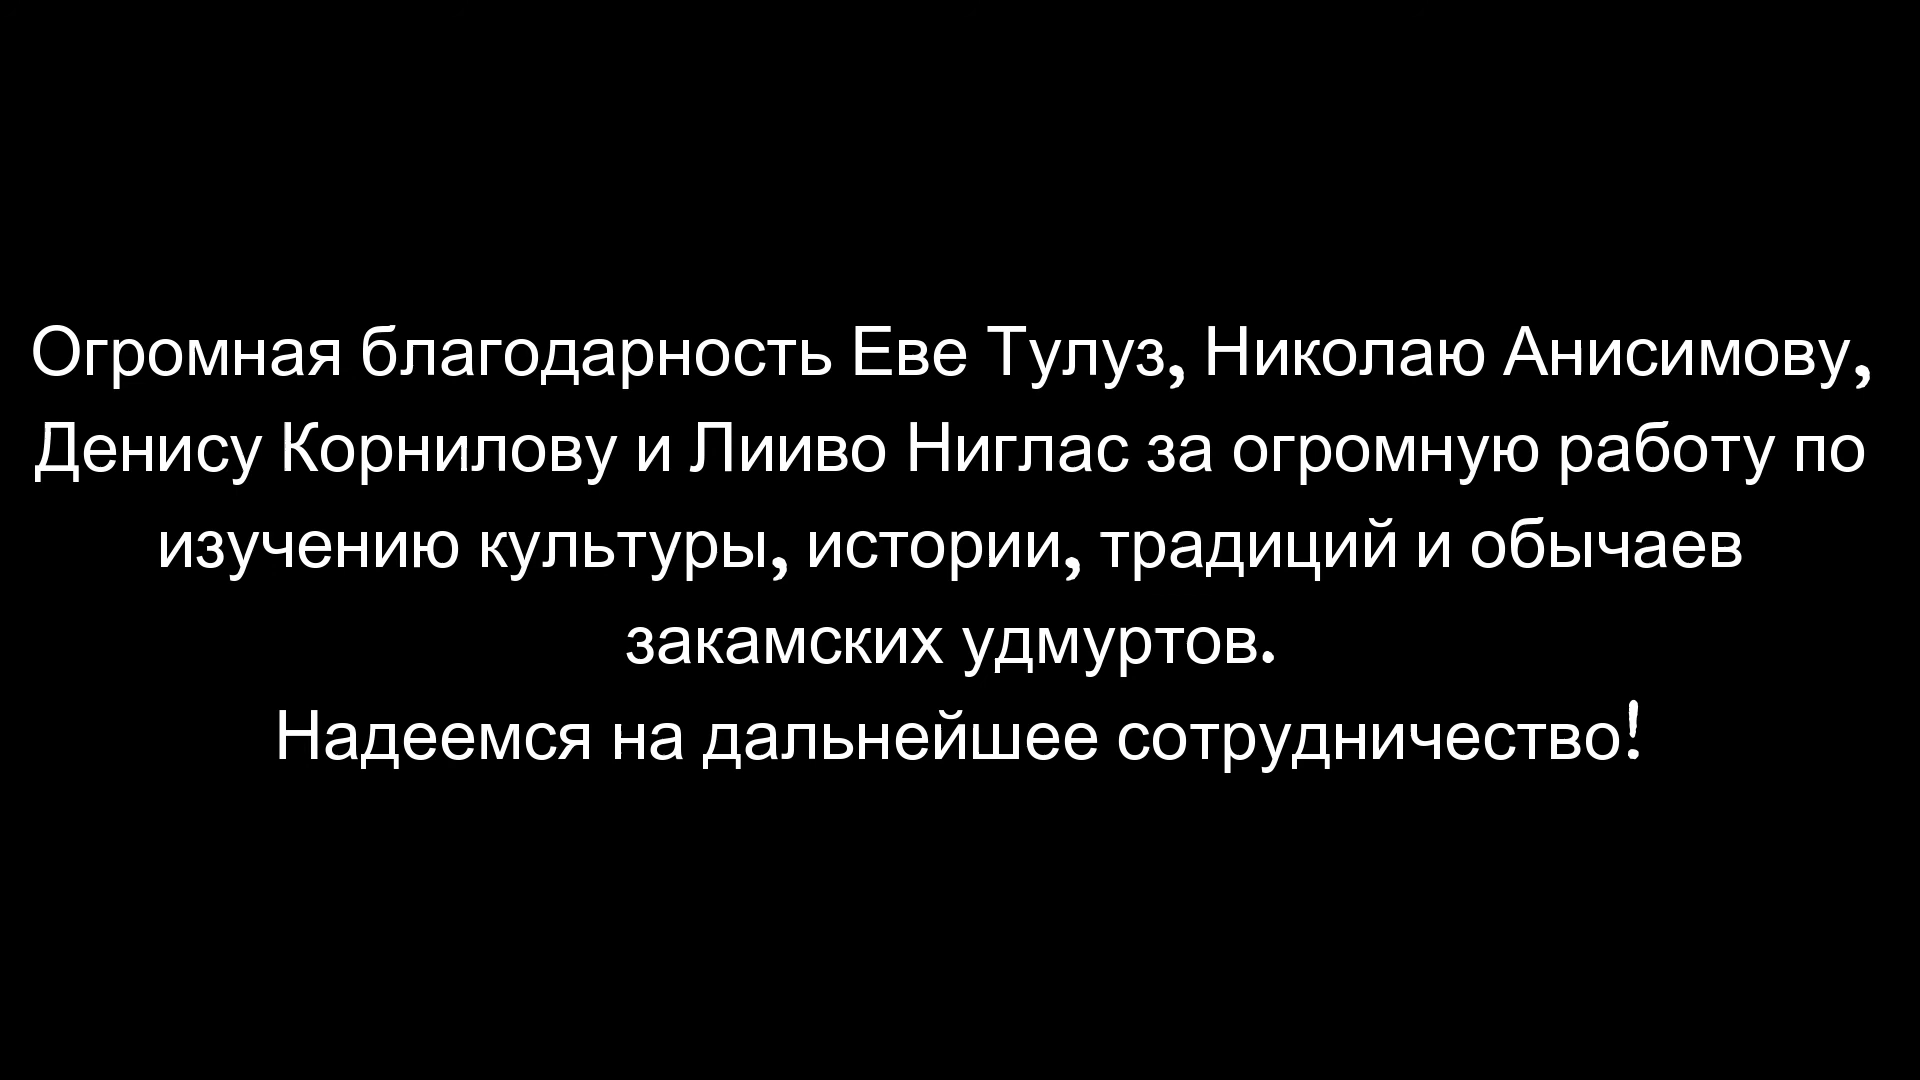 Огромная благодарность Еве Тулуз, Николаю Анисимову,
Денису Корнилову и Лииво Ниглас за огромную работу по
изучению культуры, истории, традиций и обычаев
закамских удмуртов.
Надеемся на дальнейшее сотрудничество!